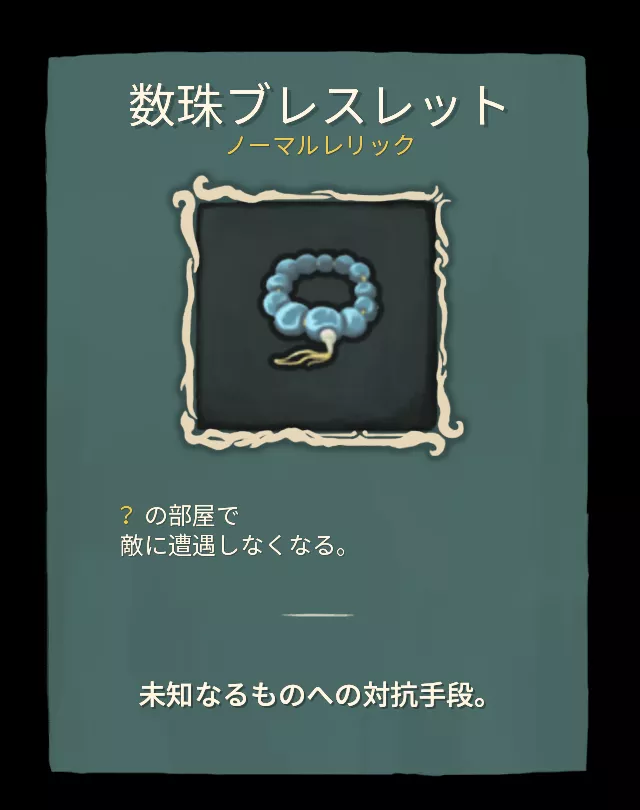 数珠ブレスレット
ノーマルレリック
？ の部屋で
敵に遭遇しなくなる。
未知なるものへの対抗手段。